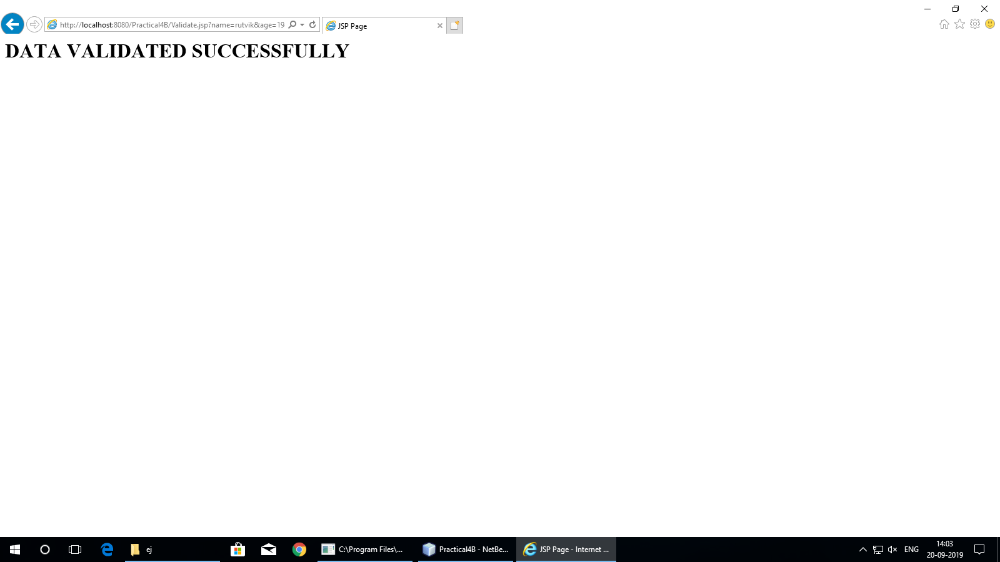 http://localhost:8080/Practical4B/Validate.jsp?name=rutvik&age=19
JSP Page
DATA VALIDATED SUCCESSFULLY
ej
C:\Program Files\...
Practical4B - NetBe...
JSP Page - Internet ...
ENG
14:03
20-09-2019